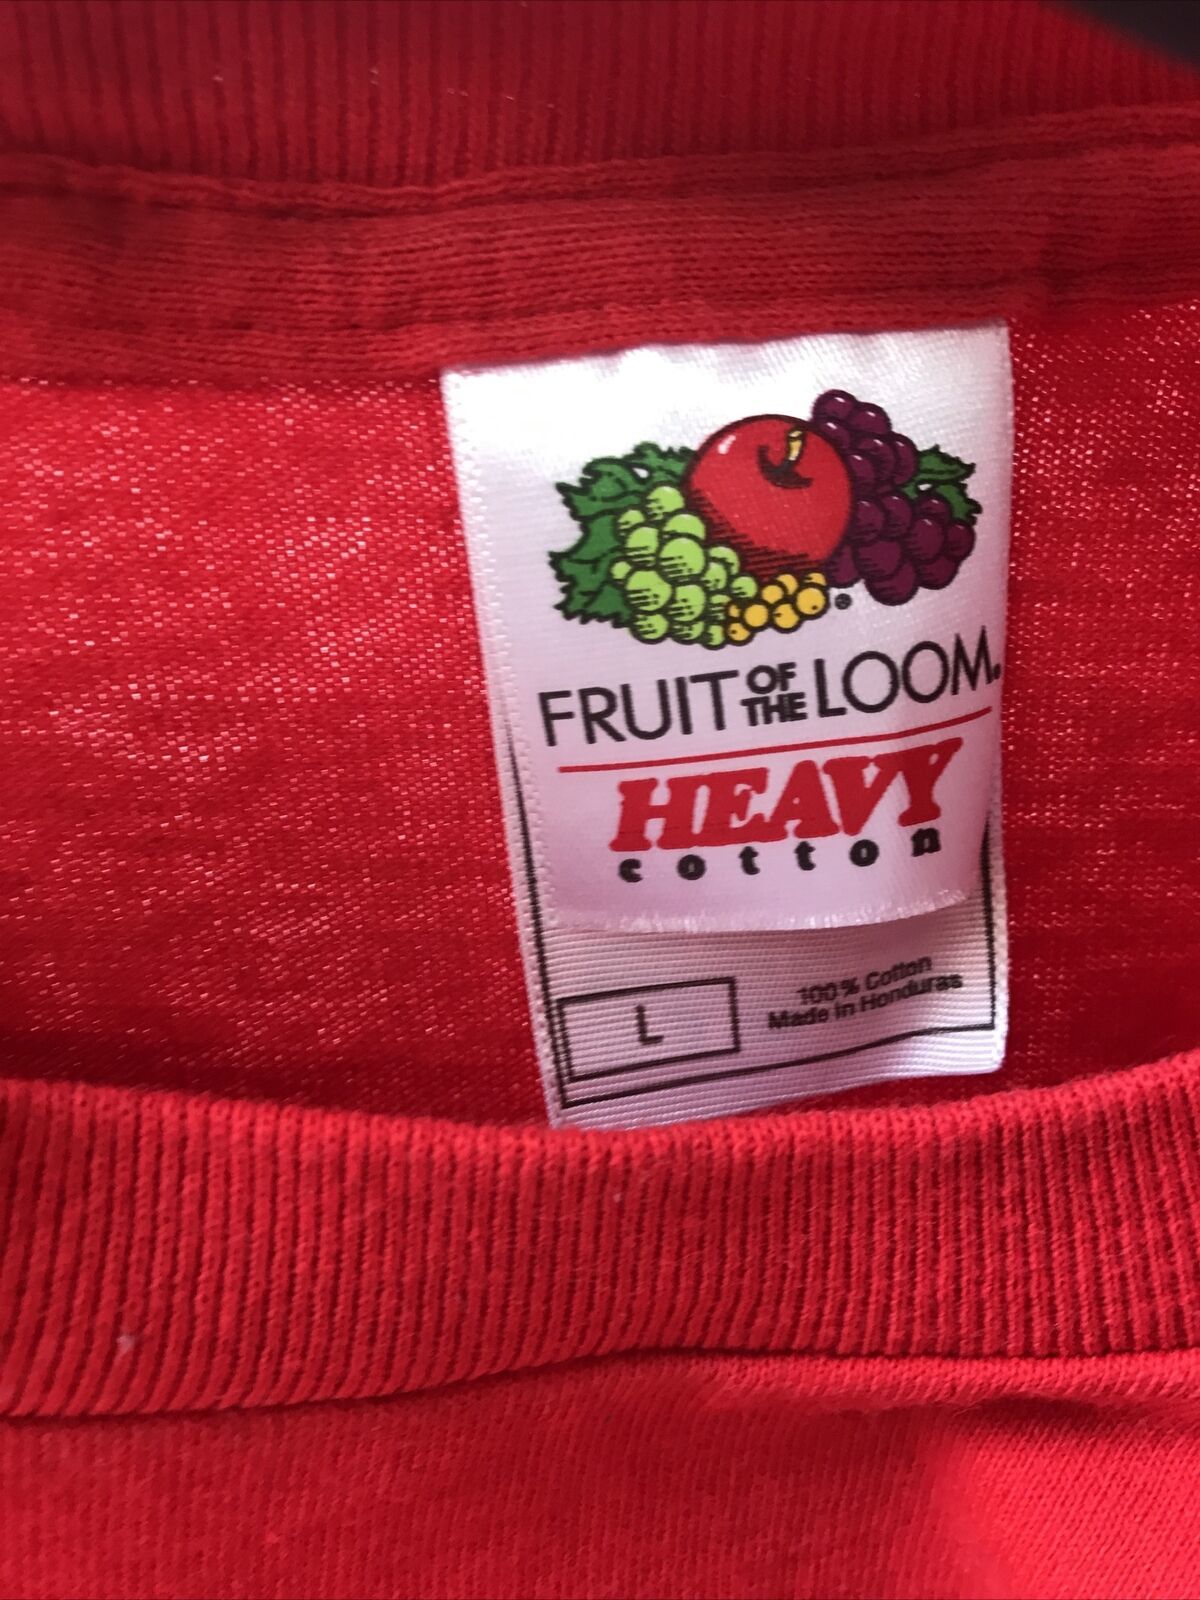 ®
FRUIT OF THE LOOM®
HEAVY
cotton
L
100% Cotton
Made in Honduras